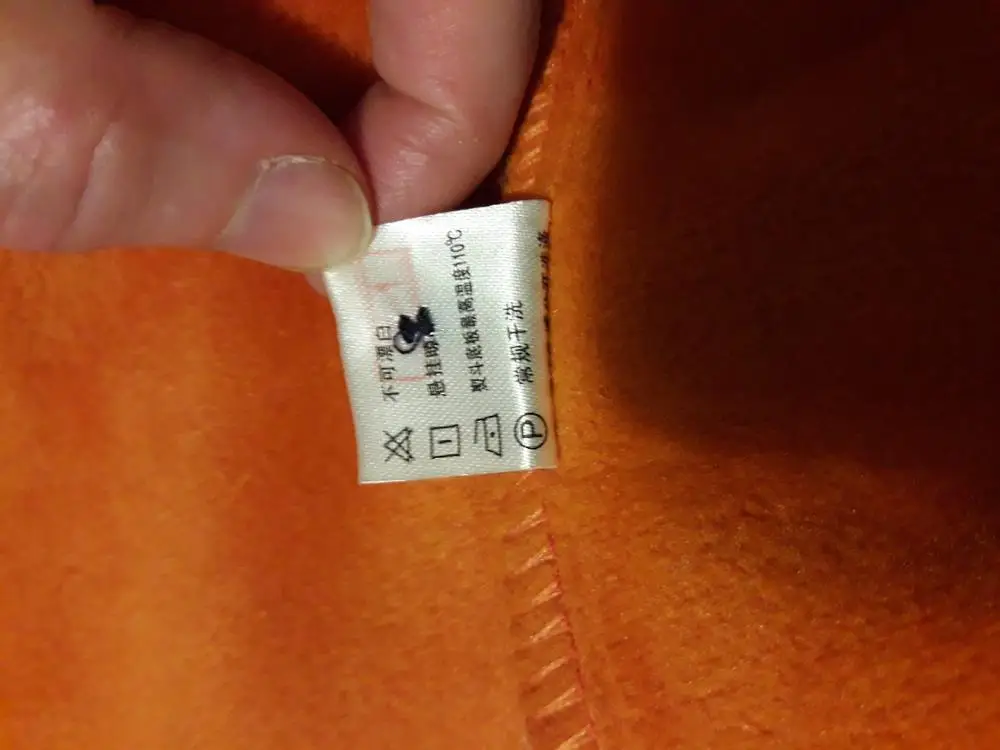 不可漂白
悬挂晾
熨斗底板最高温度110℃
Ⓟ 常规干洗